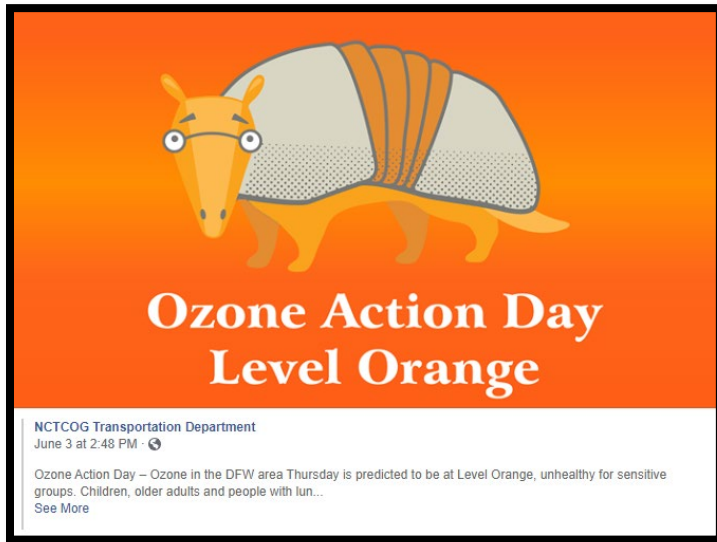 Ozone Action Day
Level Orange
NCTCOG Transportation Department
June 3 at 2:48 PM ·
Ozone Action Day – Ozone in the DFW area Thursday is predicted to be at Level Orange, unhealthy for sensitive
groups. Children, older adults and people with lun...
See More